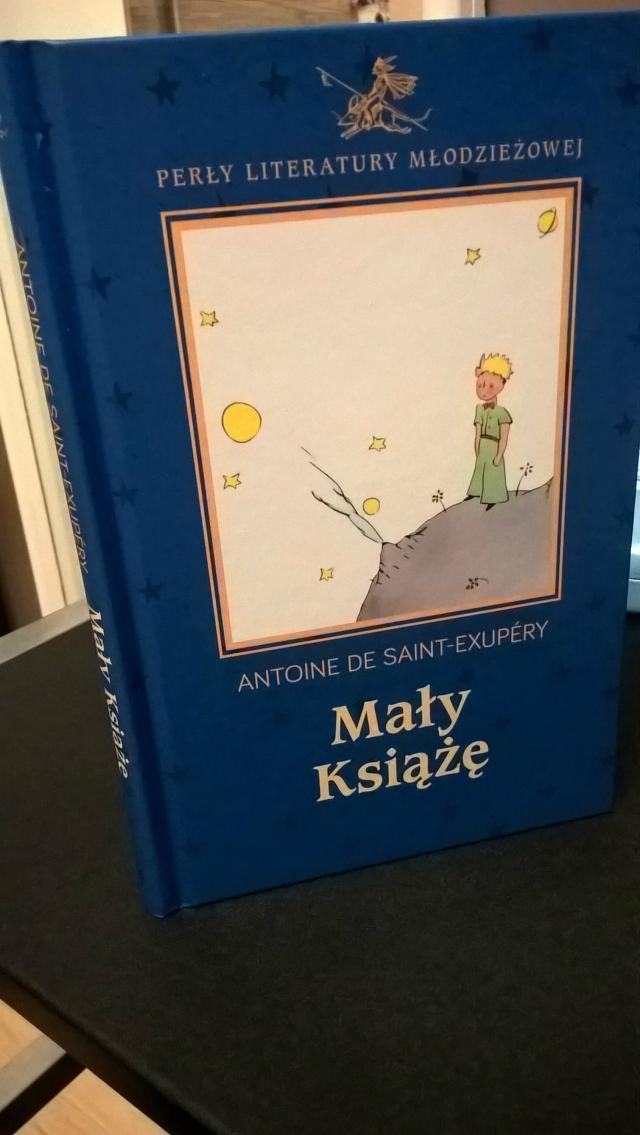 PERŁY LITERATURY MŁODZIEŻOWEJ
ANTOINE DE SAINT-EXUPÉRY
Mały
Książę
ANTOINE DE SAINT-EXUPÉRY Mały Książę